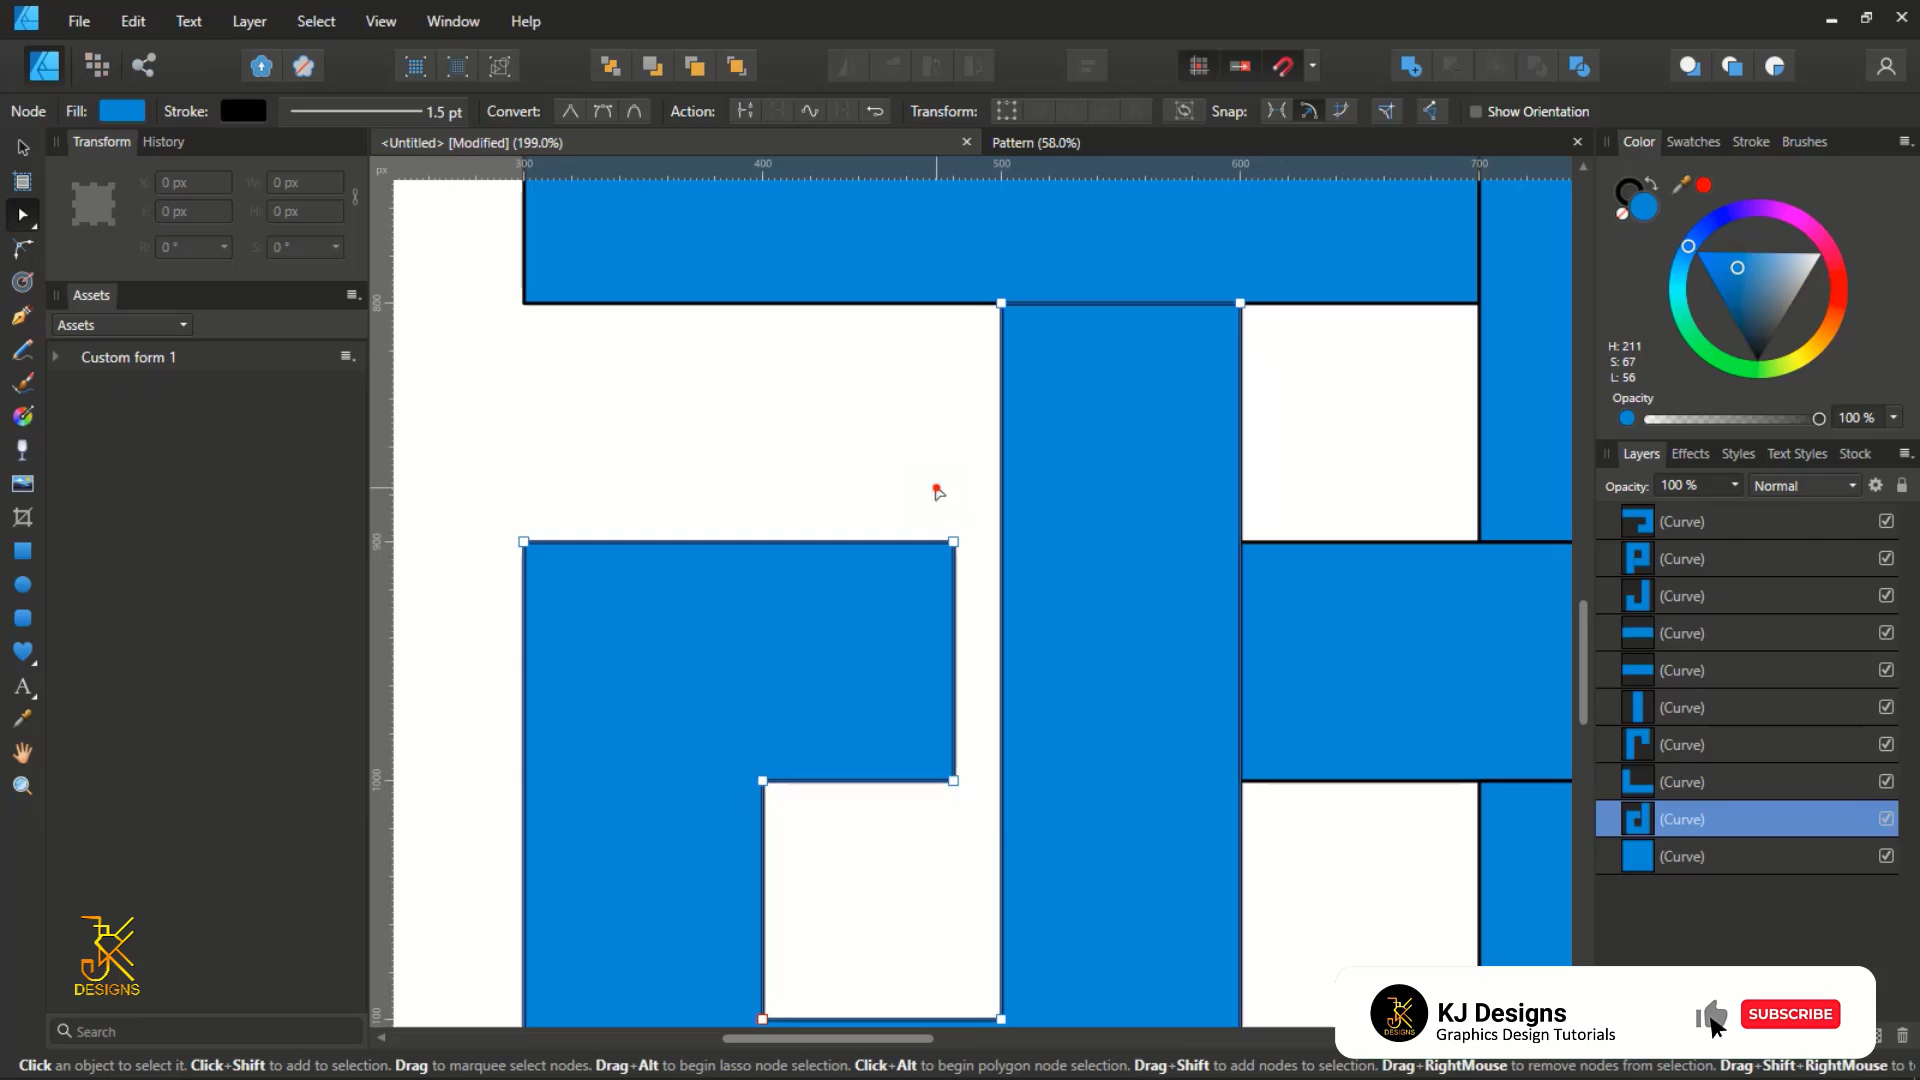 File Edit Text Layer Select View Window Help
Node Fill: Stroke: 1.5 pt Convert: Action: Transform: Snap: Show Orientation
Transform History
<Untitled> [Modified] (199.0%)
Pattern (58.0%)
Color Swatches Stroke Brushes
px 300 400 500 600 700
X: 0 px W: 0 px
Y: 0 px H: 0 px
R: 0 ° S: 0 °
Assets
Assets
Custom form 1
800
900
1000
H: 211
S: 67
L: 56
Opacity
100 %
Layers Effects Styles Text Styles Stock
Opacity: 100 % Normal
(Curve)
(Curve)
(Curve)
(Curve)
(Curve)
(Curve)
(Curve)
(Curve)
(Curve)
(Curve)
DESIGNS
KJ Designs
Graphics Design Tutorials
SUBSCRIBE
Search
Click an object to select it. Click+Shift to add to selection. Drag to marquee select nodes. Drag+Alt to begin lasso node selection. Click+Alt to begin polygon node selection. Drag+Shift to add nodes to selection. Drag+RightMouse to remove nodes from selection. Drag+Shift+RightMouse to t